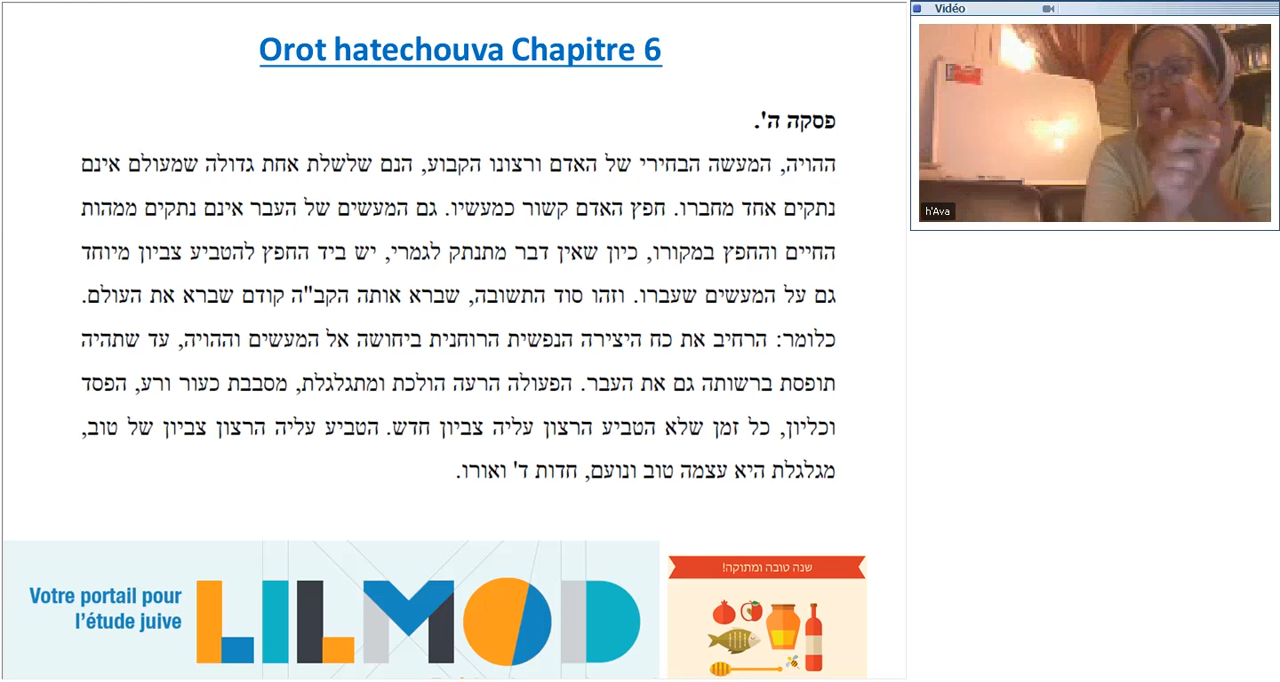 Orot hatechouva Chapitre 6
פסקה ה'.
ההויה, המעשה הבחירי של האדם ורצונו הקבוע, הנם שלשלת אחת גדולה שמעולם אינם
נתקים אחד מחברו. חפץ האדם קשור כמעשיו. גם המעשים של העבר אינם נתקים ממהות
החיים והחפץ במקורו, כיון שאין דבר מתנתק לגמרי, יש ביד החפץ להטביע צביון מיוחד
גם על המעשים שעברו. וזהו סוד התשובה, שברא אותה הקב"ה קודם שברא את העולם.
כלומר: הרחיב את כח היצירה הנפשית הרוחנית ביחושה אל המעשים וההויה, עד שתהיה
תופסת ברשותה גם את העבר. הפעולה הרעה הולכת ומתגלגלת, מסבבת כעור ורע, הפסד
וכליון, כל זמן שלא הטביע הרצון עליה צביון חדש. הטביע עליה הרצון צביון של טוב,
מגלגלת היא עצמה טוב ונועם, חדות ד' ואורו.
Votre portail pour
l'étude juive
LILMOD
שנה טובה ומתוקה!
Vidéo
h'Ava